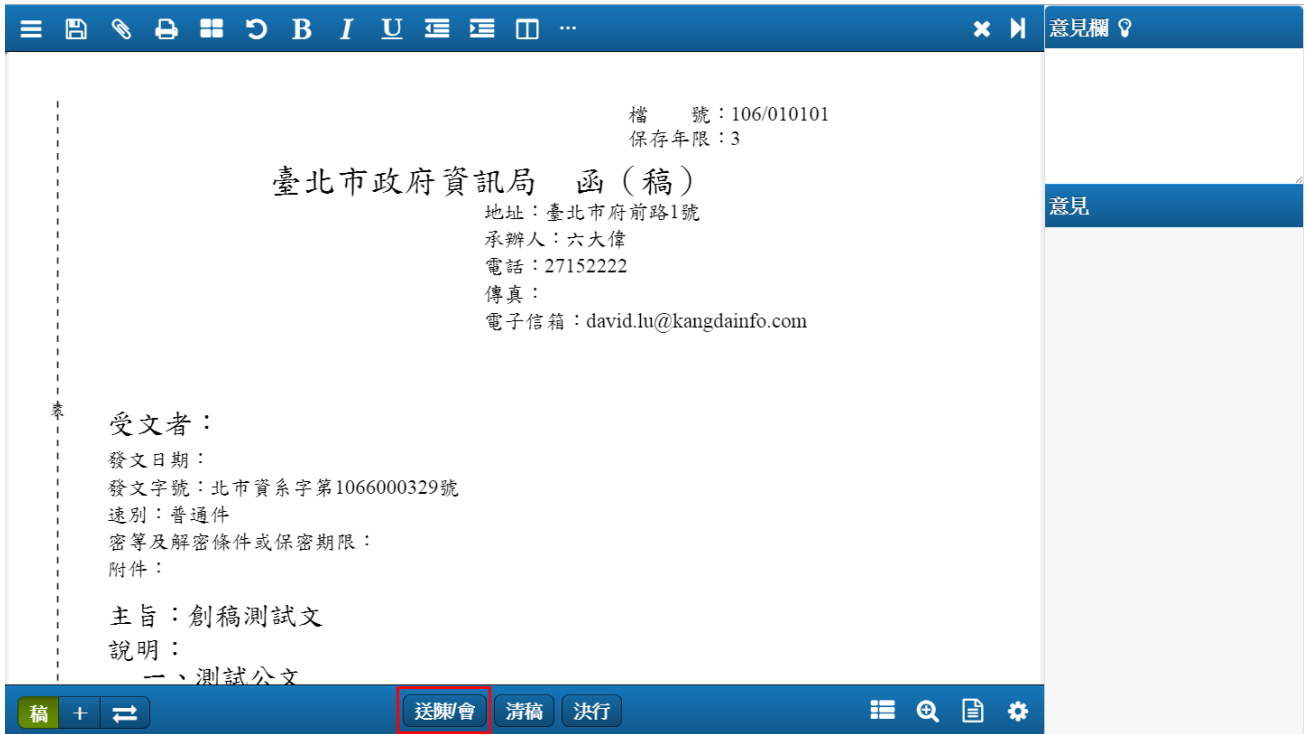 B I U ...
意見欄
檔　　號：106/010101
保存年限：3
臺北市政府資訊局　函（稿）
地址：臺北市府前路1號
承辦人：六大偉
電話：27152222
傳真：
電子信箱：david.lu@kangdainfo.com
意見
裝
受文者：
發文日期：
發文字號：北市資系字第1066000329號
速別：普通件
密等及解密條件或保密期限：
附件：
主旨：創稿測試文
說明：
一、測試公文
稿 + 送陳/會 清稿 決行